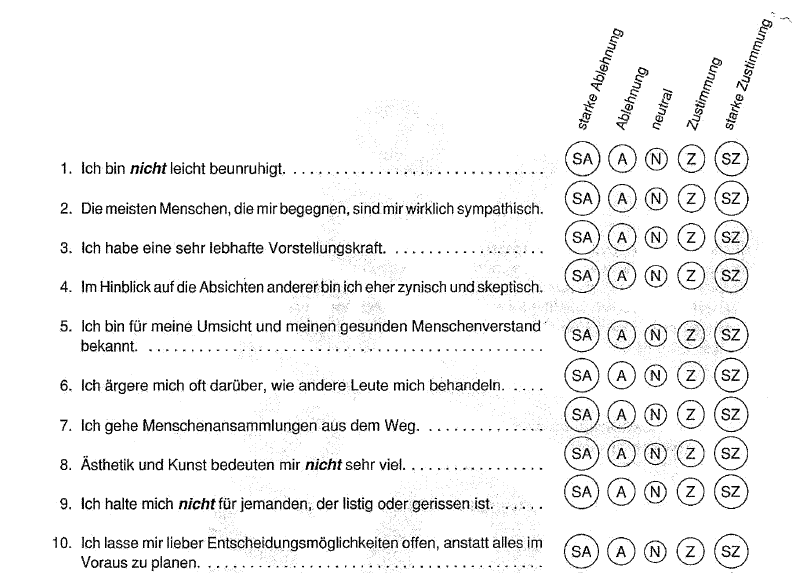 starke Ablehnung
Ablehnung
neutral
Zustimmung
starke Zustimmung
1. Ich bin nicht leicht beunruhigt. . . . . . . . . . . . . . . . . . . . . . . . . . . . . . SA A N Z SZ
2. Die meisten Menschen, die mir begegnen, sind mir wirklich sympathisch. SA A N Z SZ
3. Ich habe eine sehr lebhafte Vorstellungskraft. . . . . . . . . . . . . . . . . . SA A N Z SZ
4. Im Hinblick auf die Absichten anderer bin ich eher zynisch und skeptisch. SA A N Z SZ
5. Ich bin für meine Umsicht und meinen gesunden Menschenverstand
bekannt. . . . . . . . . . . . . . . . . . . . . . . . . . . . . . . . . . . . . . . . . . SA A N Z SZ
6. Ich ärgere mich oft darüber, wie andere Leute mich behandeln. . . . . SA A N Z SZ
7. Ich gehe Menschenansammlungen aus dem Weg. . . . . . . . . . . . . . SA A N Z SZ
8. Ästhetik und Kunst bedeuten mir nicht sehr viel. . . . . . . . . . . . . . . . SA A N Z SZ
9. Ich halte mich nicht für jemanden, der listig oder gerissen ist. . . . . . SA A N Z SZ
10. Ich lasse mir lieber Entscheidungsmöglichkeiten offen, anstatt alles im
Voraus zu planen. . . . . . . . . . . . . . . . . . . . . . . . . . . . . . . . . . . SA A N Z SZ